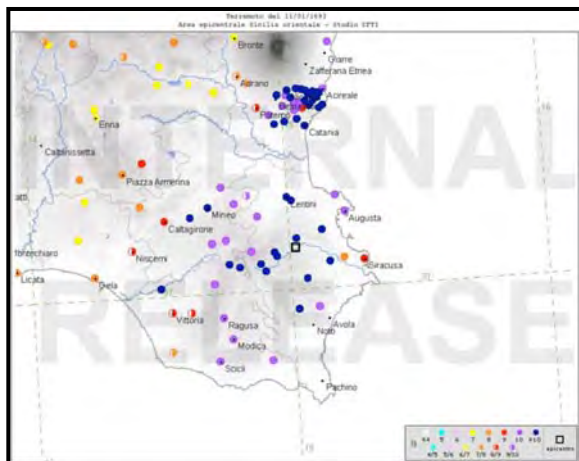 Terremoto del 11/01/1693
Area epicentrale Sicilia orientale - Studio CFTI
INTERNAL
RELEASE
Bronte
Giarre
Zafferana Etnea
Adrano
Acireale
Paternò
Catania
Enna
Caltanissetta
Piazza Armerina
Lentini
Mineo
Augusta
Caltagirone
Niscemi
Siracusa
Licata
Gela
Vittoria
Ragusa
Avola
Noto
Modica
Scicli
Pachino
epicentro